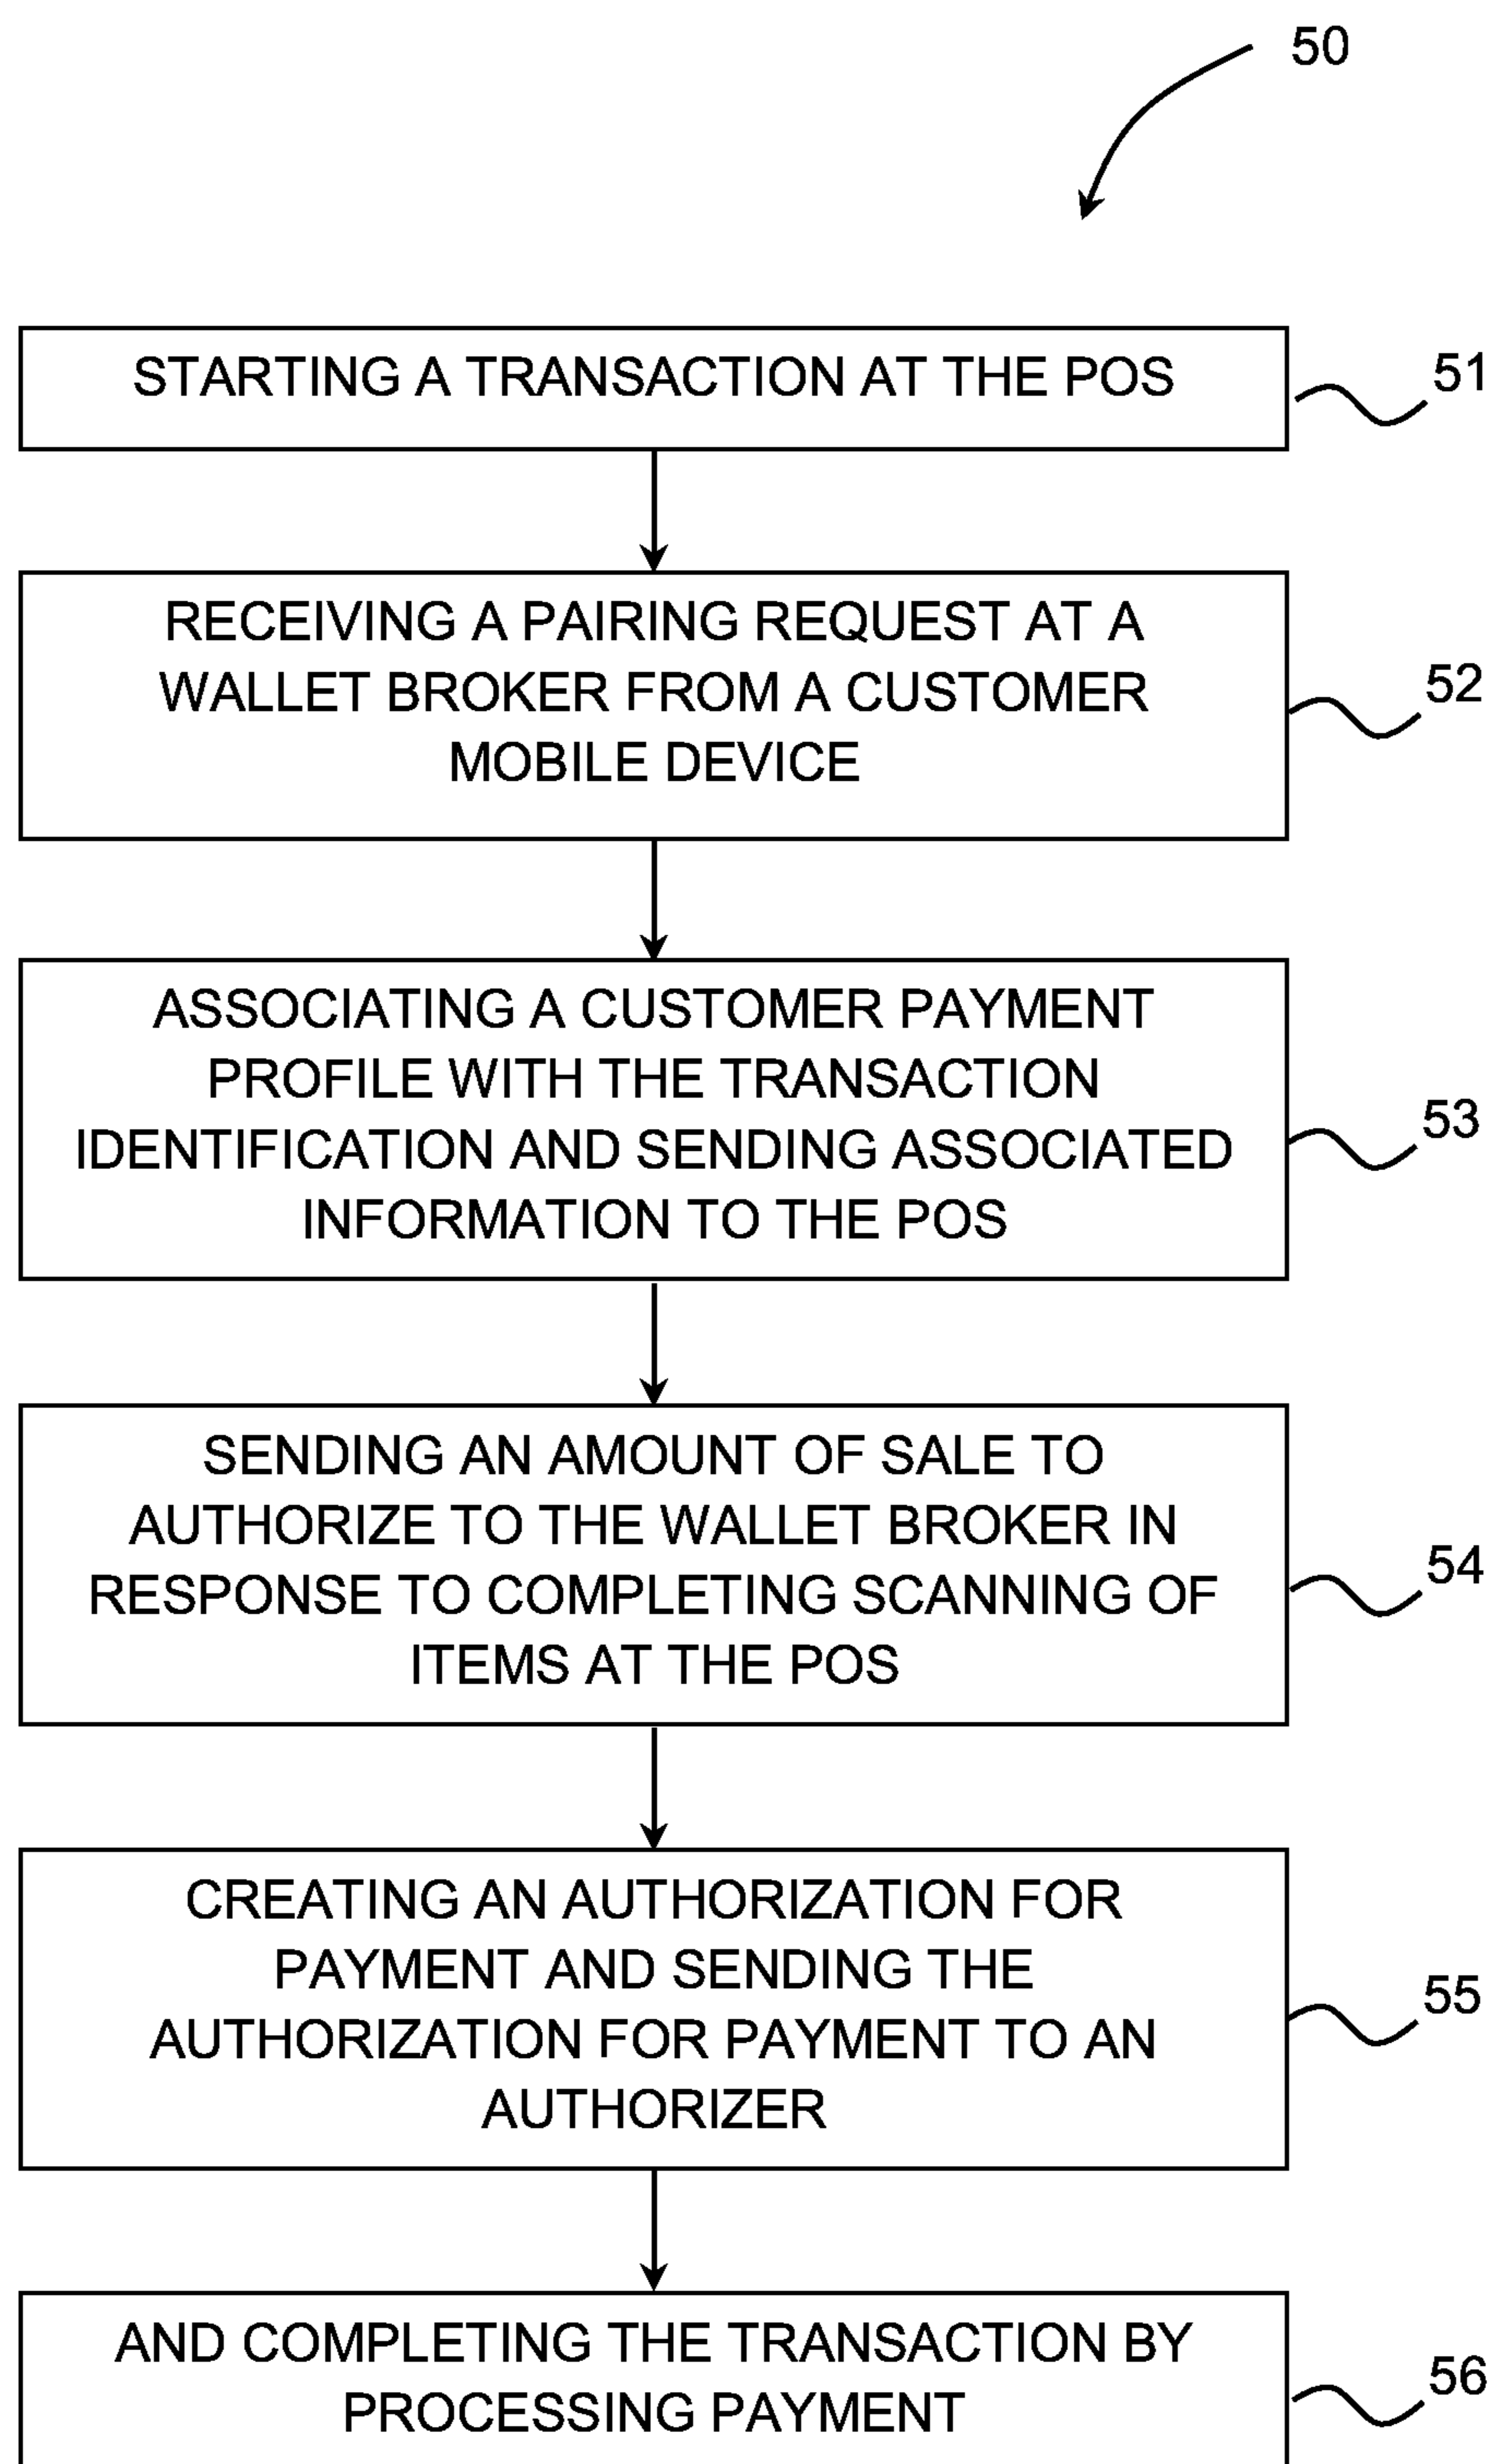 50
STARTING A TRANSACTION AT THE POS
51
RECEIVING A PAIRING REQUEST AT A
WALLET BROKER FROM A CUSTOMER
MOBILE DEVICE
52
ASSOCIATING A CUSTOMER PAYMENT
PROFILE WITH THE TRANSACTION
IDENTIFICATION AND SENDING ASSOCIATED
INFORMATION TO THE POS
53
SENDING AN AMOUNT OF SALE TO
AUTHORIZE TO THE WALLET BROKER IN
RESPONSE TO COMPLETING SCANNING OF
ITEMS AT THE POS
54
CREATING AN AUTHORIZATION FOR
PAYMENT AND SENDING THE
AUTHORIZATION FOR PAYMENT TO AN
AUTHORIZER
55
AND COMPLETING THE TRANSACTION BY
PROCESSING PAYMENT
56